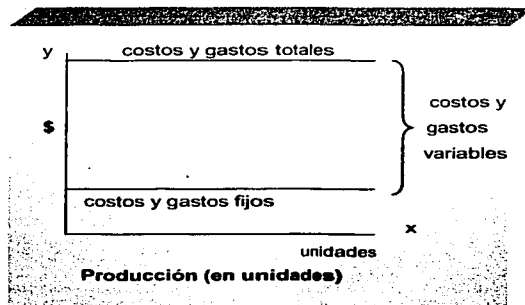 y
costos y gastos totales
$
costos y
gastos
variables
costos y gastos fijos
x
unidades
Producción (en unidades)